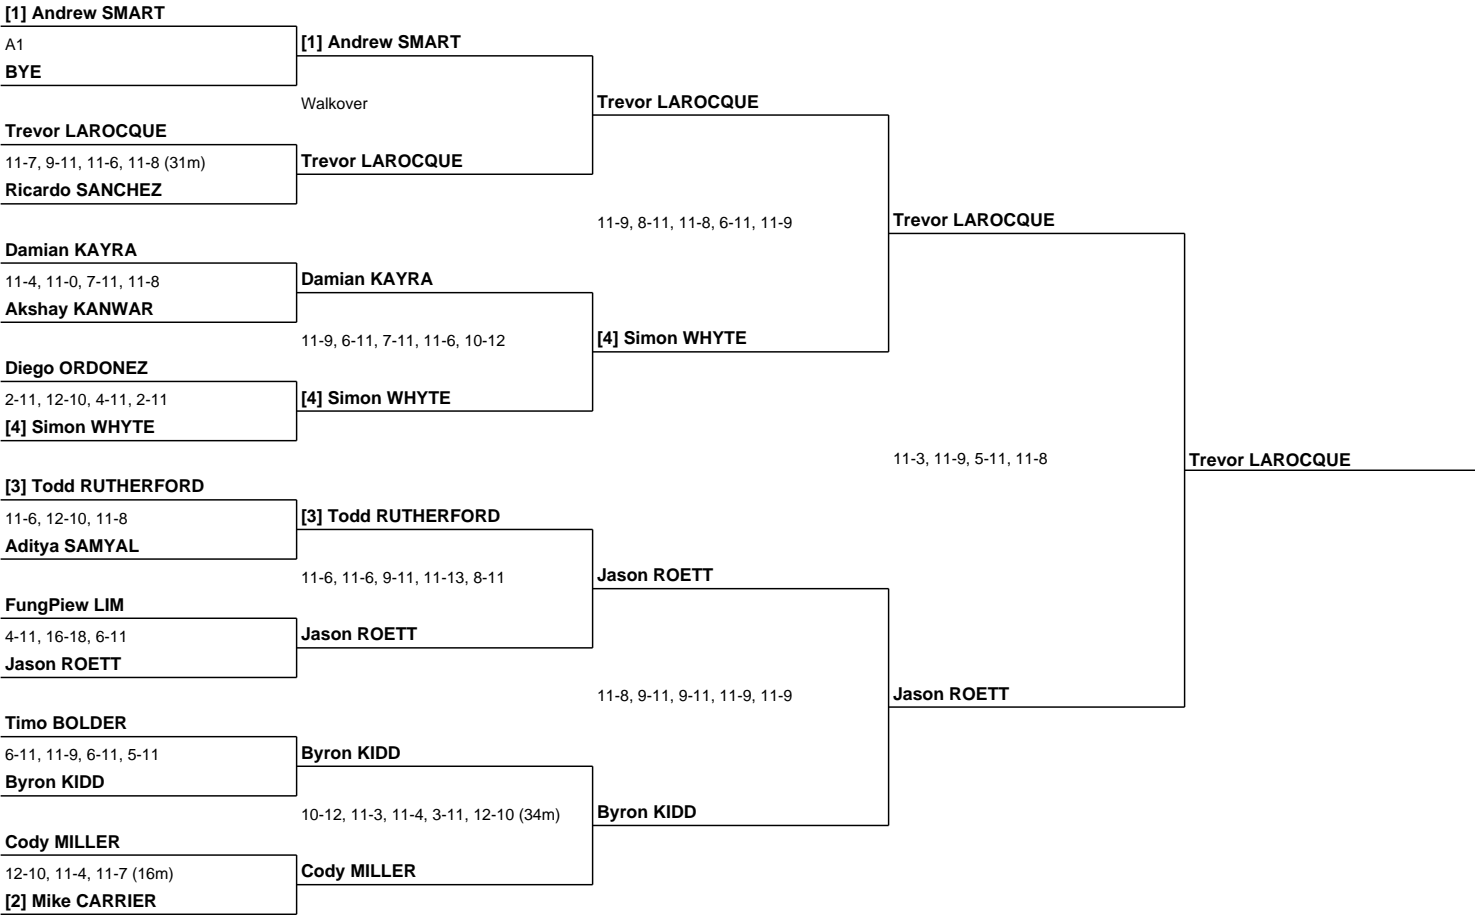 [1] Andrew SMART
A1
BYE
Trevor LAROCQUE
11-7, 9-11, 11-6, 11-8 (31m)
Ricardo SANCHEZ
Damian KAYRA
11-4, 11-0, 7-11, 11-8
Akshay KANWAR
Diego ORDONEZ
2-11, 12-10, 4-11, 2-11
[4] Simon WHYTE
[3] Todd RUTHERFORD
11-6, 12-10, 11-8
Aditya SAMYAL
FungPiew LIM
4-11, 16-18, 6-11
Jason ROETT
Timo BOLDER
6-11, 11-9, 6-11, 5-11
Byron KIDD
Cody MILLER
12-10, 11-4, 11-7 (16m)
[2] Mike CARRIER
[1] Andrew SMART
Walkover
Trevor LAROCQUE
Damian KAYRA
11-9, 6-11, 7-11, 11-6, 10-12
[4] Simon WHYTE
[3] Todd RUTHERFORD
11-6, 11-6, 9-11, 11-13, 8-11
Jason ROETT
Byron KIDD
10-12, 11-3, 11-4, 3-11, 12-10 (34m)
Cody MILLER
Trevor LAROCQUE
11-9, 8-11, 11-8, 6-11, 11-9
[4] Simon WHYTE
Jason ROETT
11-8, 9-11, 9-11, 11-9, 11-9
Byron KIDD
Trevor LAROCQUE
11-3, 11-9, 5-11, 11-8
Jason ROETT
Trevor LAROCQUE